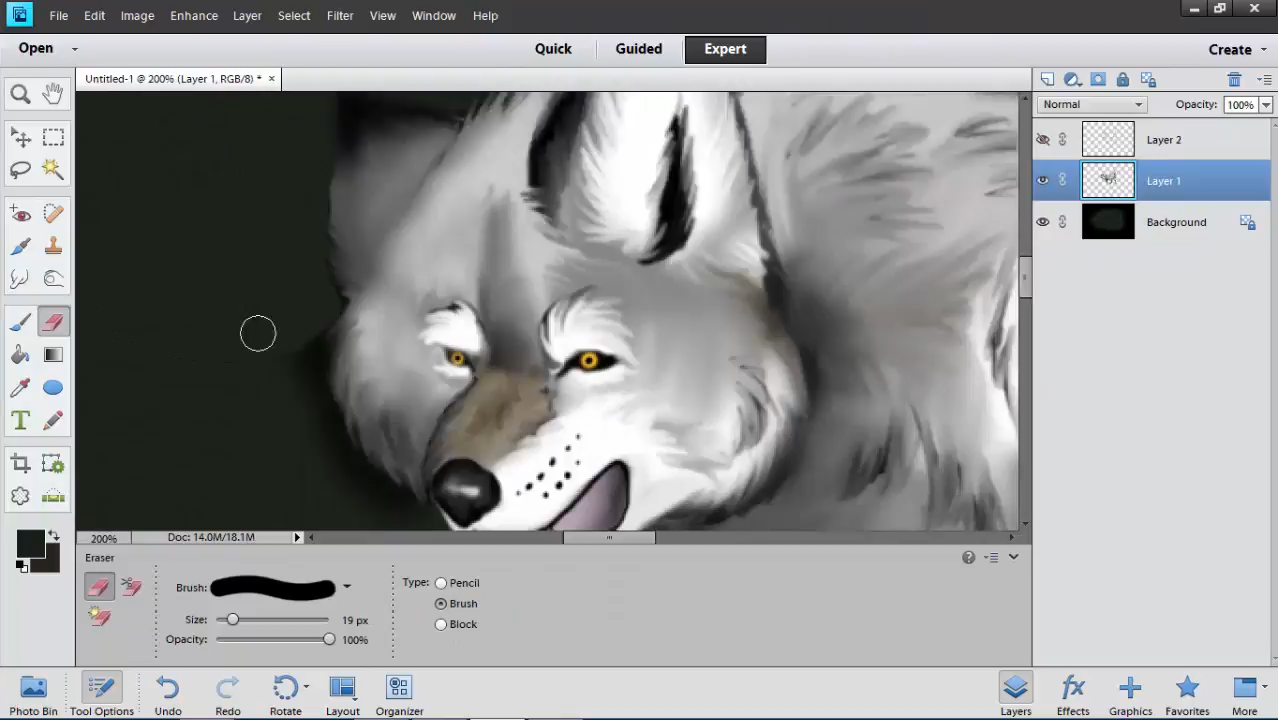 File Edit Image Enhance Layer Select Filter View Window Help
Open Quick Guided Expert Create
Untitled-1 @ 200% (Layer 1, RGB/8) * ×
Normal Opacity: 100%
Layer 2
Layer 1
Background
200% Doc: 14.0M/18.1M
Eraser
Brush: Type: Pencil
Brush
Size: 19 px
Block
Opacity: 100%
Photo Bin Tool Options Undo Redo Rotate Layout Organizer Layers Effects Graphics Favorites More